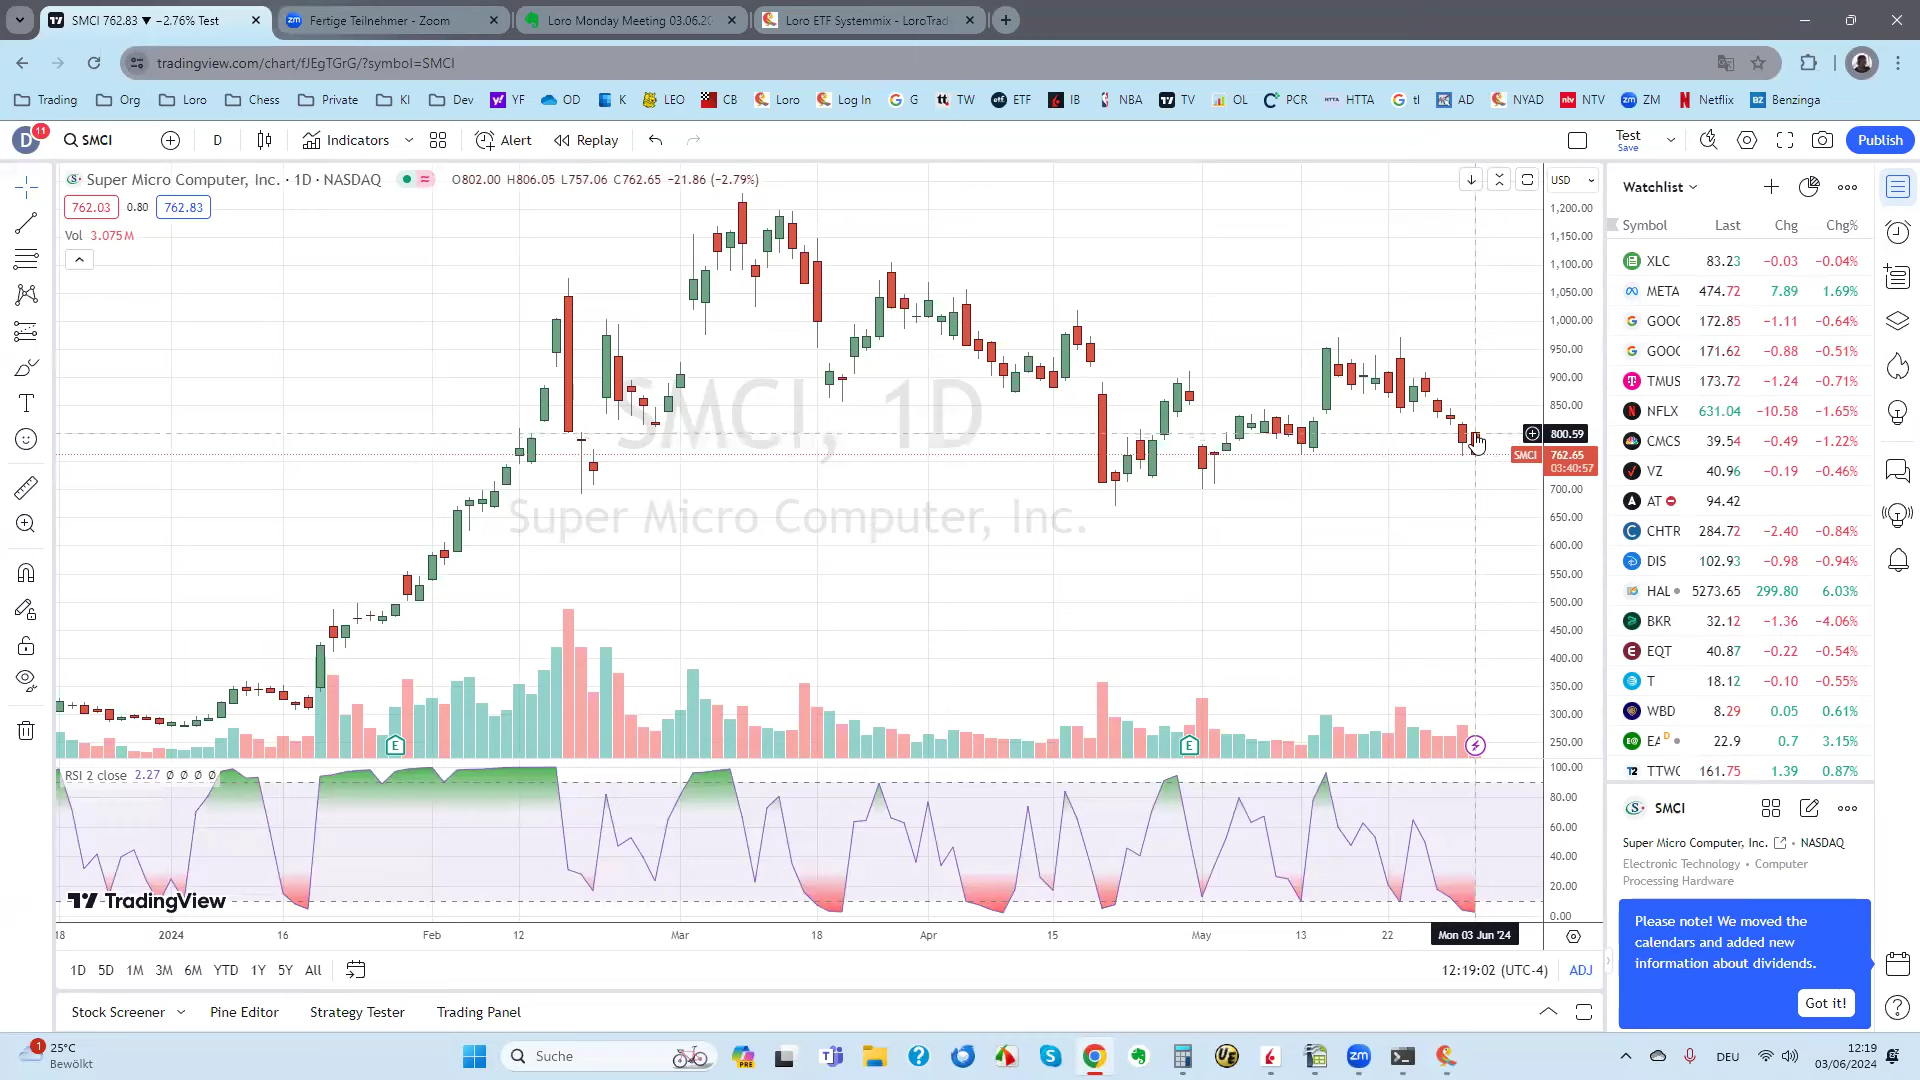 SMCI 762.83 ▼ −2.76% Test
Fertige Teilnehmer - Zoom
Loro Monday Meeting 03.06.20
Loro ETF Systemmix - LoroTrad
tradingview.com/chart/fJEgTGrG/?symbol=SMCI
Trading Org Loro Chess Private KI Dev YF OD K LEO CB Loro Log In G TW ETF IB NBA TV OL PCR HTTA tl AD NYAD NTV ZM Netflix Benzinga
D 11 SMCI D Indicators Alert Replay Test Save Publish
Super Micro Computer, Inc. · 1D · NASDAQ O802.00 H806.05 L757.06 C762.65 −21.86 (−2.79%)
762.03 0.80 762.83
Vol 3.075M
SMCI, 1D
Super Micro Computer, Inc.
USD
1,200.00
1,150.00
1,100.00
1,050.00
1,000.00
950.00
900.00
850.00
800.59
SMCI 762.65
03:40:57
700.00
650.00
600.00
550.00
500.00
450.00
400.00
350.00
300.00
250.00
E E
RSI 2 close 2.27 Ø Ø Ø Ø
100.00
80.00
60.00
40.00
20.00
0.00
TradingView
18 2024 16 Feb 12 Mar 18 Apr 15 May 13 22 Mon 03 Jun '24
1D 5D 1M 3M 6M YTD 1Y 5Y All 12:19:02 (UTC-4) ADJ
Stock Screener Pine Editor Strategy Tester Trading Panel
Watchlist
Symbol Last Chg Chg%
XLC 83.23 −0.03 −0.04%
META 474.72 7.89 1.69%
GOOG 172.85 −1.11 −0.64%
GOOG 171.62 −0.88 −0.51%
TMUS 173.72 −1.24 −0.71%
NFLX 631.04 −10.58 −1.65%
CMCS 39.54 −0.49 −1.22%
VZ 40.96 −0.19 −0.46%
AT 94.42
CHTR 284.72 −2.40 −0.84%
DIS 102.93 −0.98 −0.94%
HAL 5273.65 299.80 6.03%
BKR 32.12 −1.36 −4.06%
EQT 40.87 −0.22 −0.54%
T 18.12 −0.10 −0.55%
WBD 8.29 0.05 0.61%
EA D 22.9 0.7 3.15%
TTWO 161.75 1.39 0.87%
SMCI
Super Micro Computer, Inc. • NASDAQ
Electronic Technology • Computer
Processing Hardware
Please note! We moved the
calendars and added new
information about dividends.
Got it!
1 25°C
Bewölkt
Suche
PRE
DEU
12:19
03/06/2024